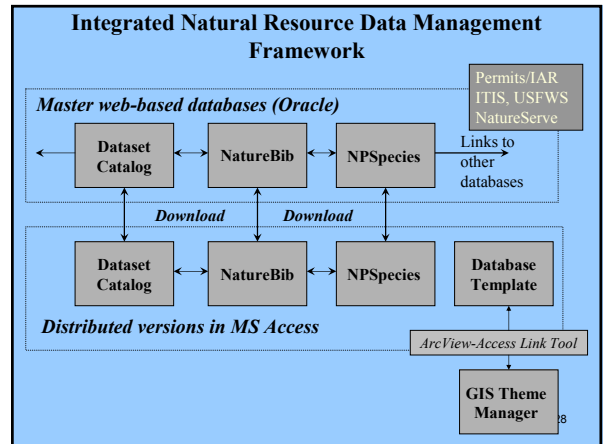 Integrated Natural Resource Data Management
Framework
Permits/IAR
ITIS, USFWS
NatureServe
Master web-based databases (Oracle)
Dataset
Catalog
NatureBib
NPSpecies
Links to
other
databases
Download
Download
Dataset
Catalog
NatureBib
NPSpecies
Database
Template
Distributed versions in MS Access
ArcView-Access Link Tool
GIS Theme
Manager
28